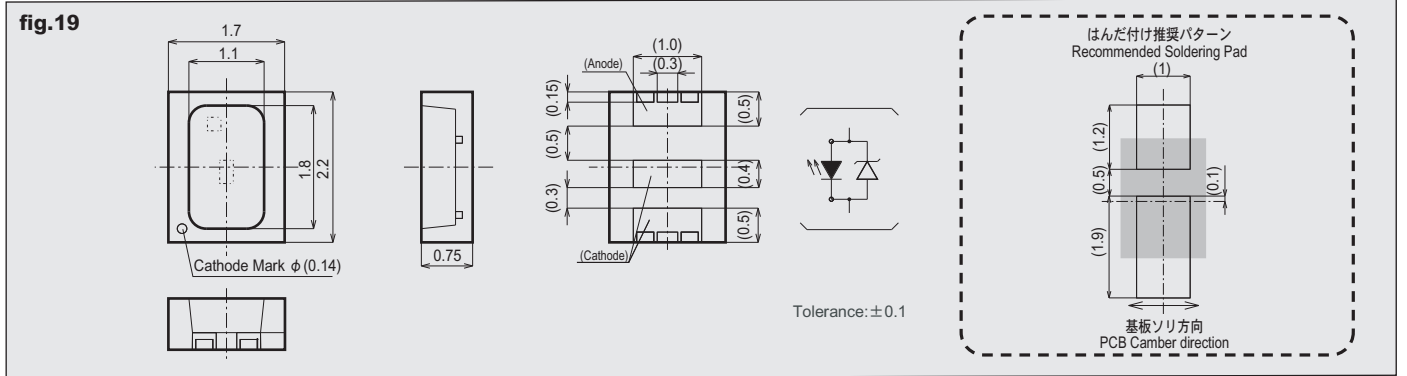 fig.19
1.7
1.1
1.8
2.2
Cathode Mark φ(0.14)
0.75
(1.0)
(Anode)
(0.3)
(0.15)
(0.5)
(0.5)
(0.4)
(0.3)
(0.5)
(Cathode)
Tolerance:±0.1
はんだ付け推奨パターン
Recommended Soldering Pad
(1)
(1.2)
(0.5)
(0.1)
(1.9)
基板ソリ方向
PCB Camber direction